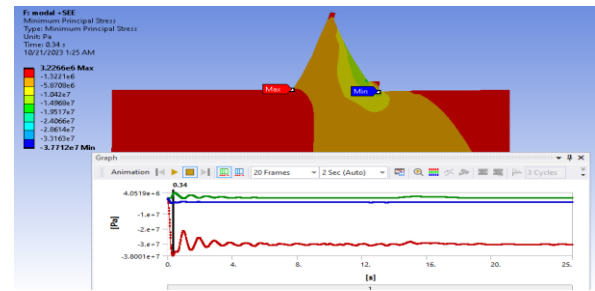 F: modal +SEE
Minimum Principal Stress
Type: Minimum Principal Stress
Unit: Pa
Time: 0.34 s
10/21/2023 1:25 AM
3.2266e6 Max
-1.3221e6
-5.8708e6
-1.042e7
-1.4968e7
-1.9517e7
-2.4066e7
-2.8614e7
-3.3163e7
-3.7712e7 Min
Max
Min
Graph
Animation
20 Frames
2 Sec (Auto)
3 Cycles
0.34
4.0519e+6
-1.e+7
-2.e+7
-3.e+7
-3.8001e+7
[Pa]
0. 4. 8. 12. 16. 20. 25.
[s]
1